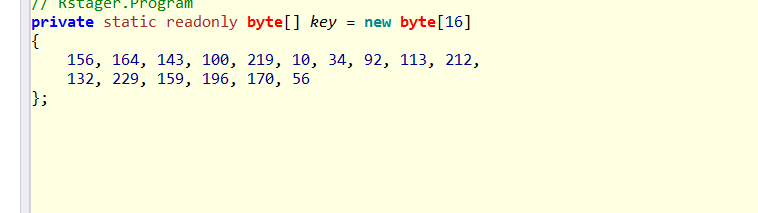 // Rstager.Program
private static readonly byte[] key = new byte[16]
{
156, 164, 143, 100, 219, 10, 34, 92, 113, 212,
132, 229, 159, 196, 170, 56
};